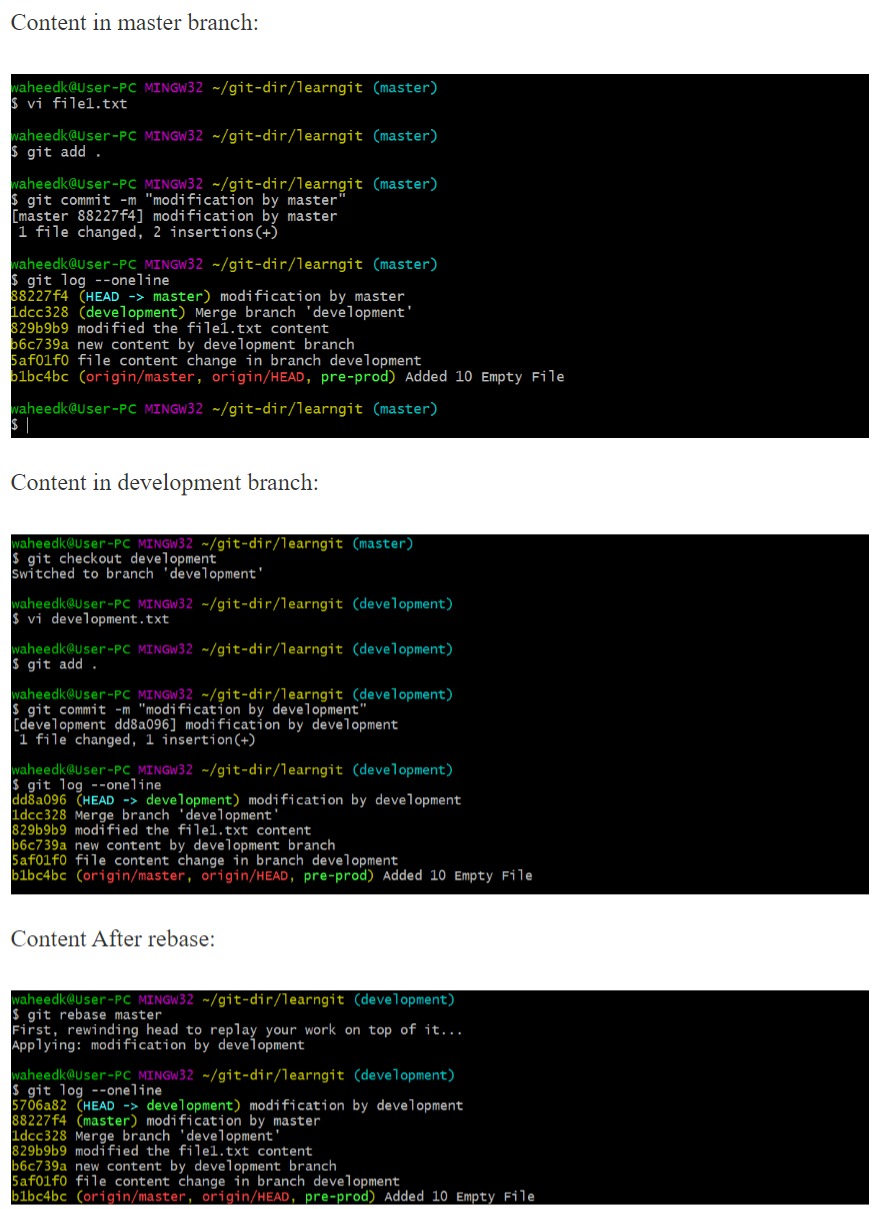 Content in master branch:
waheedk@User-PC MINGW32 ~/git-dir/learngit (master)
$ vi file1.txt
waheedk@User-PC MINGW32 ~/git-dir/learngit (master)
$ git add .
waheedk@User-PC MINGW32 ~/git-dir/learngit (master)
$ git commit -m "modification by master"
[master 88227f4] modification by master
 1 file changed, 2 insertions(+)
waheedk@User-PC MINGW32 ~/git-dir/learngit (master)
$ git log --oneline
88227f4 (HEAD -> master) modification by master
1dcc328 (development) Merge branch 'development'
829b9b9 modified the file1.txt content
b6c739a new content by development branch
5af01f0 file content change in branch development
b1bc4bc (origin/master, origin/HEAD, pre-prod) Added 10 Empty File
waheedk@User-PC MINGW32 ~/git-dir/learngit (master)
$
Content in development branch:
waheedk@User-PC MINGW32 ~/git-dir/learngit (master)
$ git checkout development
Switched to branch 'development'
waheedk@User-PC MINGW32 ~/git-dir/learngit (development)
$ vi development.txt
waheedk@User-PC MINGW32 ~/git-dir/learngit (development)
$ git add .
waheedk@User-PC MINGW32 ~/git-dir/learngit (development)
$ git commit -m "modification by development"
[development dd8a096] modification by development
 1 file changed, 1 insertion(+)
waheedk@User-PC MINGW32 ~/git-dir/learngit (development)
$ git log --oneline
dd8a096 (HEAD -> development) modification by development
1dcc328 Merge branch 'development'
829b9b9 modified the file1.txt content
b6c739a new content by development branch
5af01f0 file content change in branch development
b1bc4bc (origin/master, origin/HEAD, pre-prod) Added 10 Empty File
Content After rebase:
waheedk@User-PC MINGW32 ~/git-dir/learngit (development)
$ git rebase master
First, rewinding head to replay your work on top of it...
Applying: modification by development
waheedk@User-PC MINGW32 ~/git-dir/learngit (development)
$ git log --oneline
5706a82 (HEAD -> development) modification by development
88227f4 (master) modification by master
1dcc328 Merge branch 'development'
829b9b9 modified the file1.txt content
b6c739a new content by development branch
5af01f0 file content change in branch development
b1bc4bc (origin/master, origin/HEAD, pre-prod) Added 10 Empty File